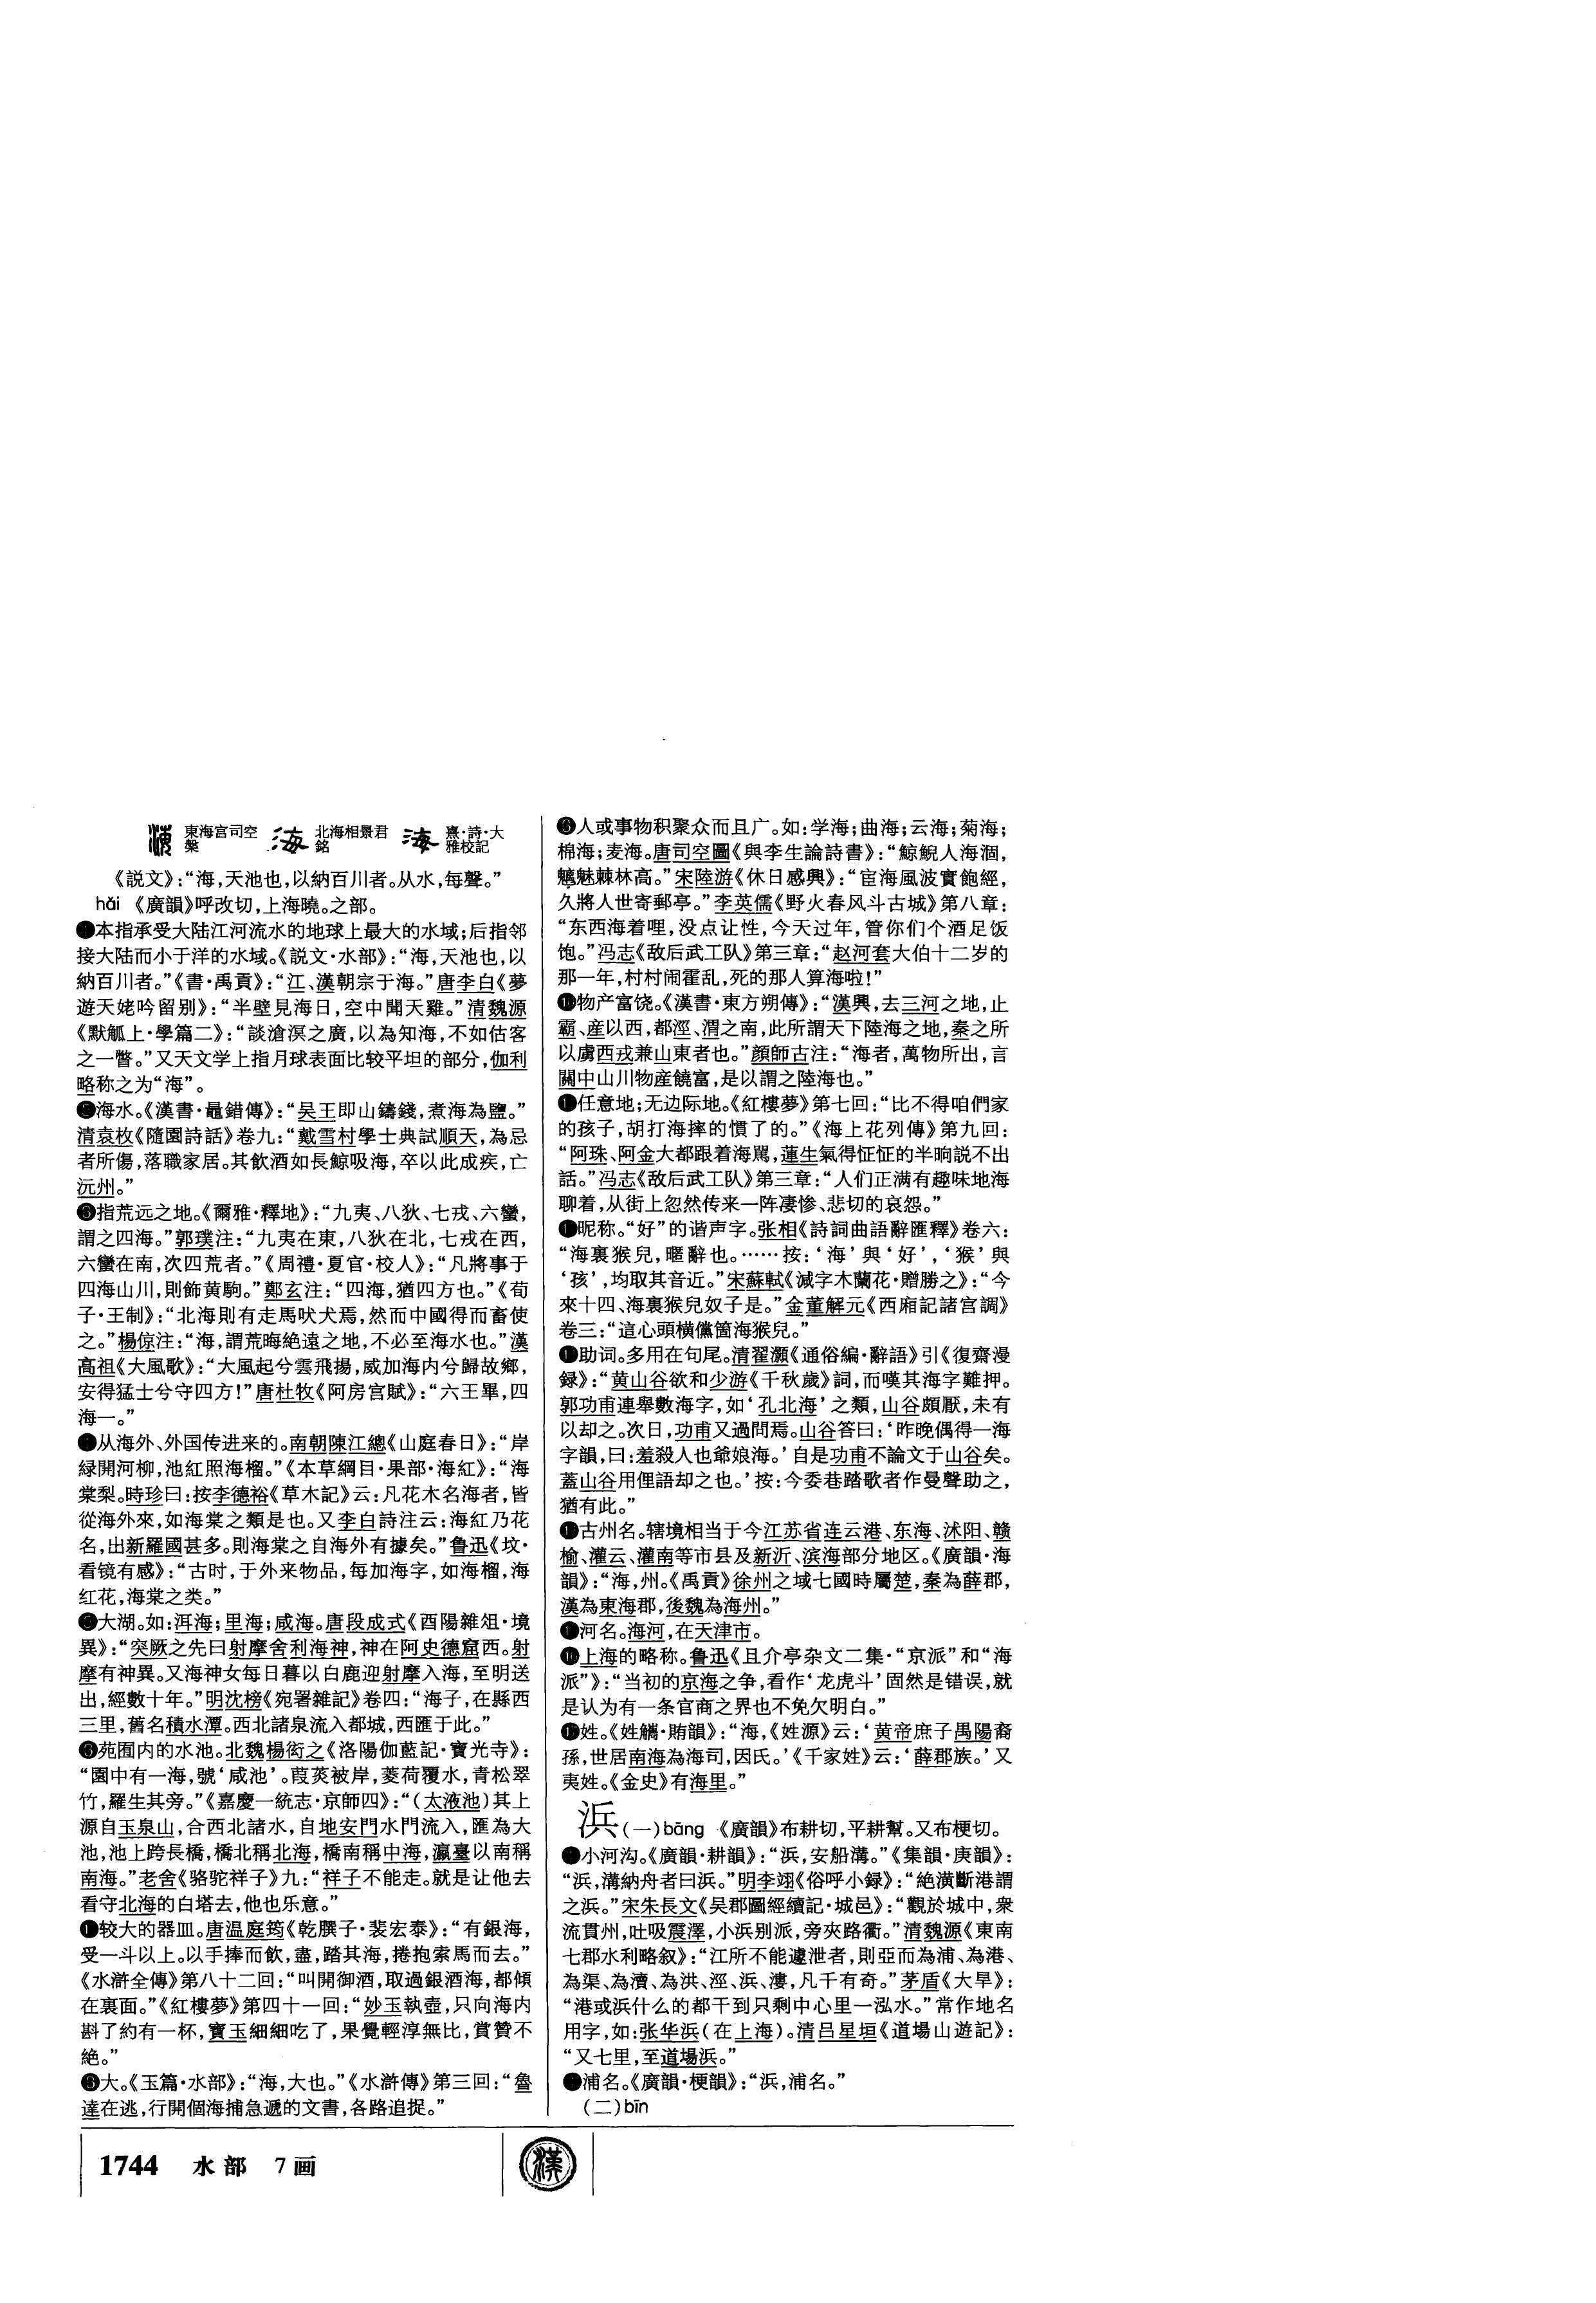 東海宫司空槃
北海相景君銘
熹·詩·大雅校記
《説文》：“海，天池也，以納百川者。从水，每聲。”
hǎi 《廣韻》呼改切，上海曉。之部。
❶本指承受大陆江河流水的地球上最大的水域；后指邻
接大陆而小于洋的水域。《説文·水部》：“海，天池也，以
納百川者。”《書·禹貢》：“江、漢朝宗于海。”唐李白《夢
遊天姥吟留别》：“半壁見海日，空中聞天雞。”清魏源
《默觚上·學篇二》：“談滄溟之廣，以為知海，不如估客
之一瞥。”又天文学上指月球表面比较平坦的部分，伽利
略称之为“海”。
海水。《漢書·鼂錯傳》：“吴王即山鑄錢，煮海為鹽。”
清袁枚《隨園詩話》卷九：“戴雪村學士典試順天，為忌
者所傷，落職家居。其飲酒如長鯨吸海，卒以此成疾，亡
沅州。”
❸指荒远之地。《爾雅·釋地》：“九夷、八狄、七戎、六蠻，
謂之四海。”郭璞注：“九夷在東，八狄在北，七戎在西，
六蠻在南，次四荒者。”《周禮·夏官·校人》：“凡將事于
四海山川，則飾黄駒。”鄭玄注：“四海，猶四方也。”《荀
子·王制》：“北海則有走馬吠犬焉，然而中國得而畜使
之。”楊倞注：“海，謂荒晦絶遠之地，不必至海水也。”漢
高祖《大風歌》：“大風起兮雲飛揚，威加海内兮歸故鄉，
安得猛士兮守四方！”唐杜牧《阿房宫賦》：“六王畢，四
海一。”
从海外、外国传进来的。南朝陳江總《山庭春日》：“岸
緑開河柳，池紅照海榴。”《本草綱目·果部·海紅》：“海
棠梨。時珍曰：按李德裕《草木記》云：凡花木名海者，皆
從海外來，如海棠之類是也。又李白詩注云：海紅乃花
名，出新羅國甚多。則海棠之自海外有據矣。”鲁迅《坟·
看镜有感》：“古时，于外来物品，每加海字，如海榴，海
红花，海棠之类。”
❺大湖。如：洱海；里海；咸海。唐段成式《酉陽雜俎·境
異》：“突厥之先曰射摩舍利海神，神在阿史德窟西。射
摩有神異。又海神女每日暮以白鹿迎射摩入海，至明送
出，經數十年。”明沈榜《宛署雜記》卷四：“海子，在縣西
三里，舊名積水潭。西北諸泉流入都城，西匯于此。”
❻苑囿内的水池。北魏楊衒之《洛陽伽藍記·寶光寺》：
“園中有一海，號‘咸池’。葭菼被岸，菱荷覆水，青松翠
竹，羅生其旁。”《嘉慶一統志·京師四》：“（太液池）其上
源自玉泉山，合西北諸水，自地安門水門流入，匯為大
池，池上跨長橋，橋北稱北海，橋南稱中海，瀛臺以南稱
南海。”老舍《骆驼祥子》九：“祥子不能走。就是让他去
看守北海的白塔去，他也乐意。”
较大的器皿。唐温庭筠《乾𦠆子·裴宏泰》：“有銀海，
受一斗以上。以手捧而飲，盡，踏其海，捲抱索馬而去。”
《水滸全傳》第八十二回：“叫開御酒，取過銀酒海，都傾
在裏面。”《紅樓夢》第四十一回：“妙玉執壺，只向海内
斟了約有一杯，寶玉細細吃了，果覺輕淳無比，賞贊不
絶。”
大。《玉篇·水部》：“海，大也。”《水滸傳》第三回：“魯
達在逃，行開個海捕急遞的文書，各路追捉。”
人或事物积聚众而且广。如：学海；曲海；云海；菊海；
棉海；麦海。唐司空圖《與李生論詩書》：“鯨鯢人海涸，
魑魅棘林高。”宋陸游《休日感興》：“宦海風波實飽經，
久將人世寄郵亭。”李英儒《野火春风斗古城》第八章：
“东西海着哩，没点让性，今天过年，管你们个酒足饭
饱。”冯志《敌后武工队》第三章：“赵河套大伯十二岁的
那一年，村村闹霍乱，死的那人算海啦！”
物产富饶。《漢書·東方朔傳》：“漢興，去三河之地，止
霸、産以西，都涇、渭之南，此所謂天下陸海之地，秦之所
以虜西戎兼山東者也。”顔師古注：“海者，萬物所出，言
關中山川物産饒富，是以謂之陸海也。”
任意地；无边际地。《紅樓夢》第七回：“比不得咱們家
的孩子，胡打海摔的慣了的。”《海上花列傳》第九回：
“阿珠、阿金大都跟着海駡，蓮生氣得怔怔的半晌説不出
話。”冯志《敌后武工队》第三章：“人们正满有趣味地海
聊着，从街上忽然传来一阵凄惨、悲切的哀怨。”
昵称。“好”的谐声字。张相《詩詞曲語辭匯釋》卷六：
“海裏猴兒，暱辭也。……按：‘海’與‘好’，‘猴’與
‘孩’，均取其音近。”宋蘇軾《減字木蘭花·贈勝之》：“今
來十四、海裏猴兒奴子是。”金董解元《西厢記諸宫調》
卷三：“這心頭横儻箇海猴兒。”
助词。多用在句尾。清翟灝《通俗編·辭語》引《復齋漫
録》：“黄山谷欲和少游《千秋歲》詞，而嘆其海字難押。
郭功甫連舉數海字，如‘孔北海’之類，山谷頗厭，未有
以却之。次日，功甫又過問焉。山谷答曰：‘昨晚偶得一海
字韻，曰：羞殺人也爺娘海。’自是功甫不論文于山谷矣。
蓋山谷用俚語却之也。’按：今委巷踏歌者作曼聲助之，
猶有此。”
古州名。辖境相当于今江苏省连云港、东海、沭阳、赣
榆、灌云、灌南等市县及新沂、滨海部分地区。《廣韻·海
韻》：“海，州。《禹貢》徐州之域七國時屬楚，秦為薛郡，
漢為東海郡，後魏為海州。”
河名。海河，在天津市。
上海的略称。鲁迅《且介亭杂文二集·“京派”和“海
派”》：“当初的京海之争，看作‘龙虎斗’固然是错误，就
是认为有一条官商之界也不免欠明白。”
姓。《姓觿·賄韻》：“海，《姓源》云：‘黄帝庶子禺陽裔
孫，世居南海為海司，因氏。’《千家姓》云：‘薛郡族。’又
夷姓。《金史》有海里。”
浜（一）bāng 《廣韻》布耕切，平耕幫。又布梗切。
小河沟。《廣韻·耕韻》：“浜，安船溝。”《集韻·庚韻》：
“浜，溝納舟者曰浜。”明李翊《俗呼小録》：“絶潢斷港謂
之浜。”宋朱長文《吴郡圖經續記·城邑》：“觀於城中，衆
流貫州，吐吸震澤，小浜别派，旁夾路衢。”清魏源《東南
七郡水利略叙》：“江所不能遽泄者，則亞而為浦、為港、
為渠、為瀆、為洪、涇、浜、漊，凡千有奇。”茅盾《大旱》：
“港或浜什么的都干到只剩中心里一泓水。”常作地名
用字，如：张华浜（在上海）。清吕星垣《道場山遊記》：
“又七里，至道場浜。”
浦名。《廣韻·梗韻》：“浜，浦名。”
（二）bīn
1744 水部 7画
漢